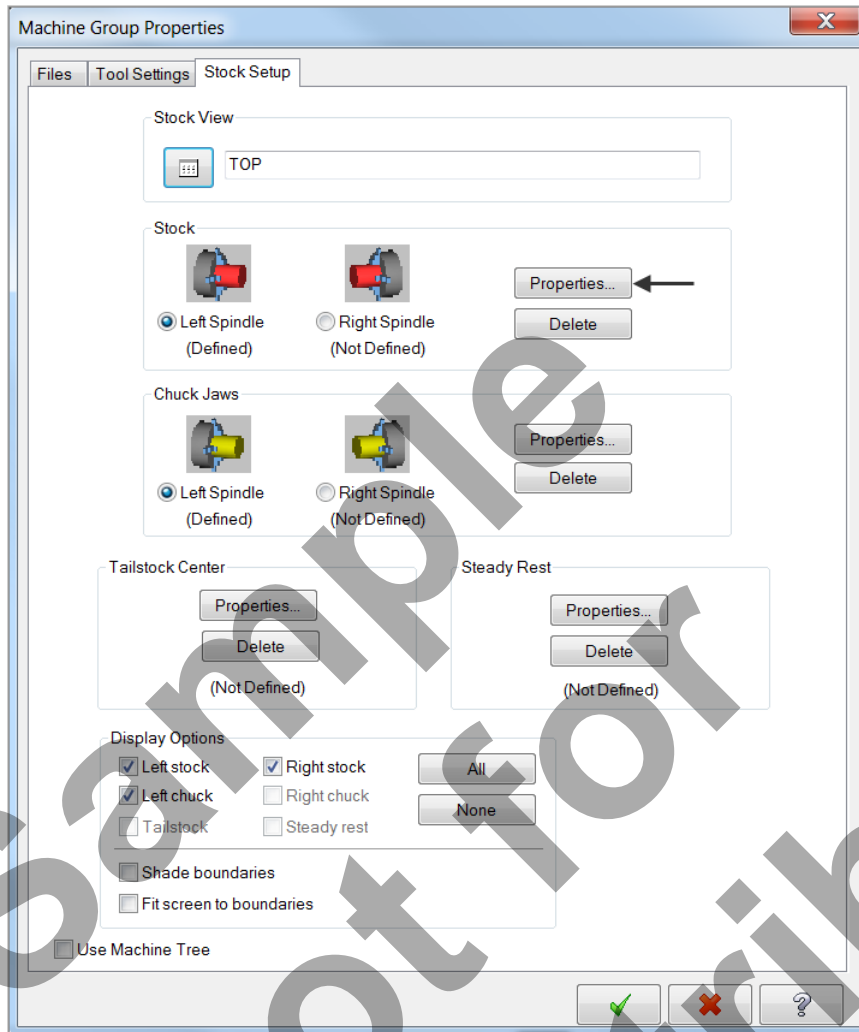 Machine Group Properties
Files Tool Settings Stock Setup
Stock View
TOP
Stock
Left Spindle
(Defined)
Right Spindle
(Not Defined)
Properties...
Delete
Chuck Jaws
Left Spindle
(Defined)
Right Spindle
(Not Defined)
Properties...
Delete
Tailstock Center
Properties...
Delete
(Not Defined)
Steady Rest
Properties...
Delete
(Not Defined)
Display Options
Left stock Right stock
Left chuck Right chuck
Tailstock Steady rest
All
None
Shade boundaries
Fit screen to boundaries
Use Machine Tree
Sample
not for